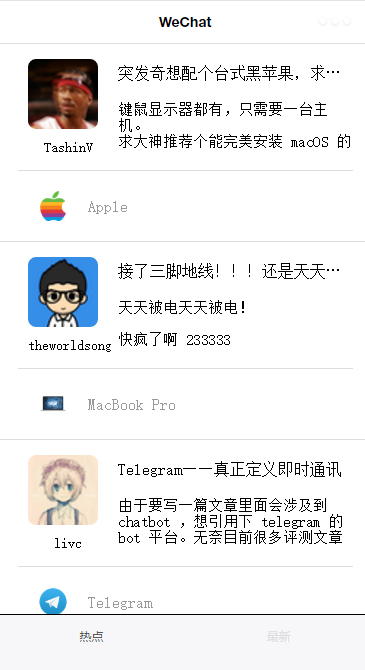 WeChat
突发奇想配个台式黑苹果，求…
键鼠显示器都有，只需要一台主
机。
求大神推荐个能完美安装 macOS 的
TashinV
Apple
接了三脚地线！！！还是天天…
天天被电天天被电!
快疯了啊 233333
theworldsong
MacBook Pro
Telegram——真正定义即时通讯
由于要写一篇文章里面会涉及到
chatbot ，想引用下 telegram 的
bot 平台。无奈目前很多评测文章
livc
Telegram
热点
最新